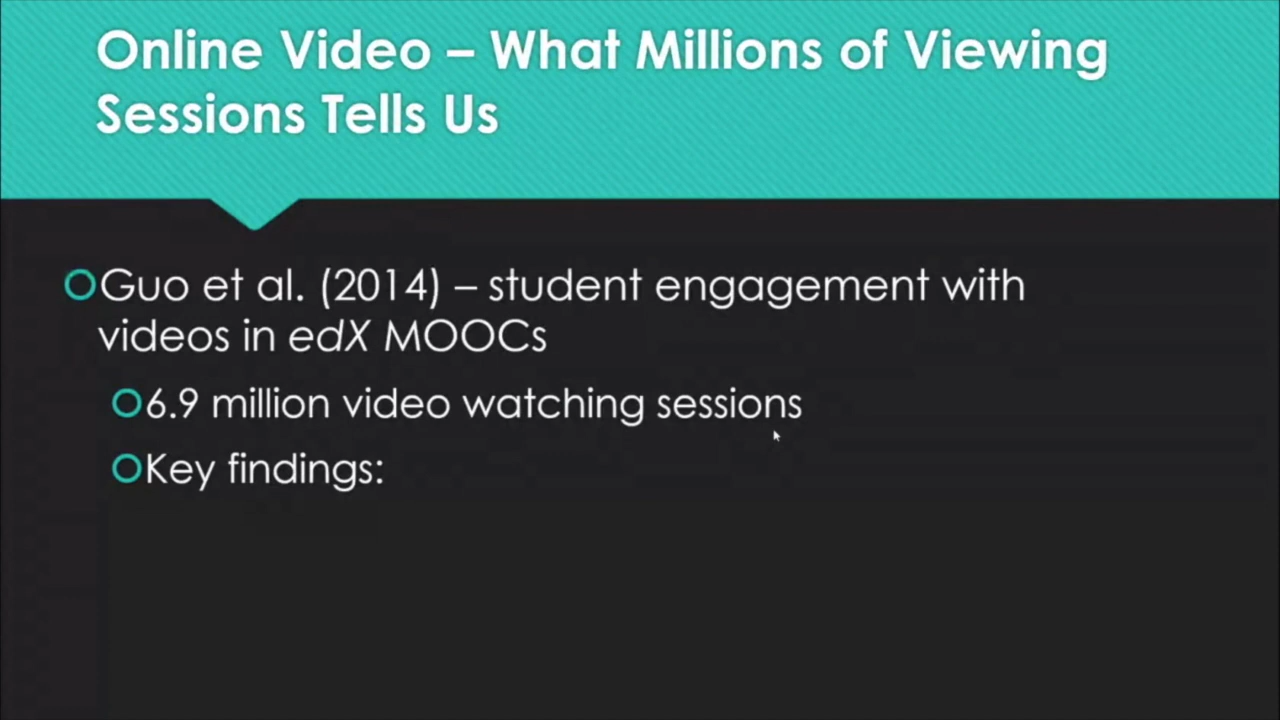 Online Video – What Millions of Viewing
Sessions Tells Us
Guo et al. (2014) – student engagement with
videos in edX MOOCs
6.9 million video watching sessions
Key findings: